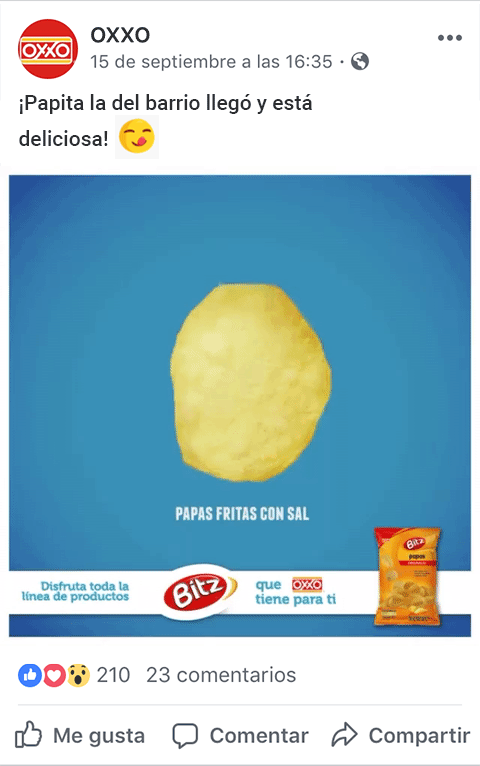 OXXO
OXXO
15 de septiembre a las 16:35 ·
¡Papita la del barrio llegó y está
deliciosa!
PAPAS FRITAS CON SAL
Disfruta toda la
línea de productos
Bitz
que OXXO
tiene para ti
Bitz
papas
210 23 comentarios
Me gusta Comentar Compartir